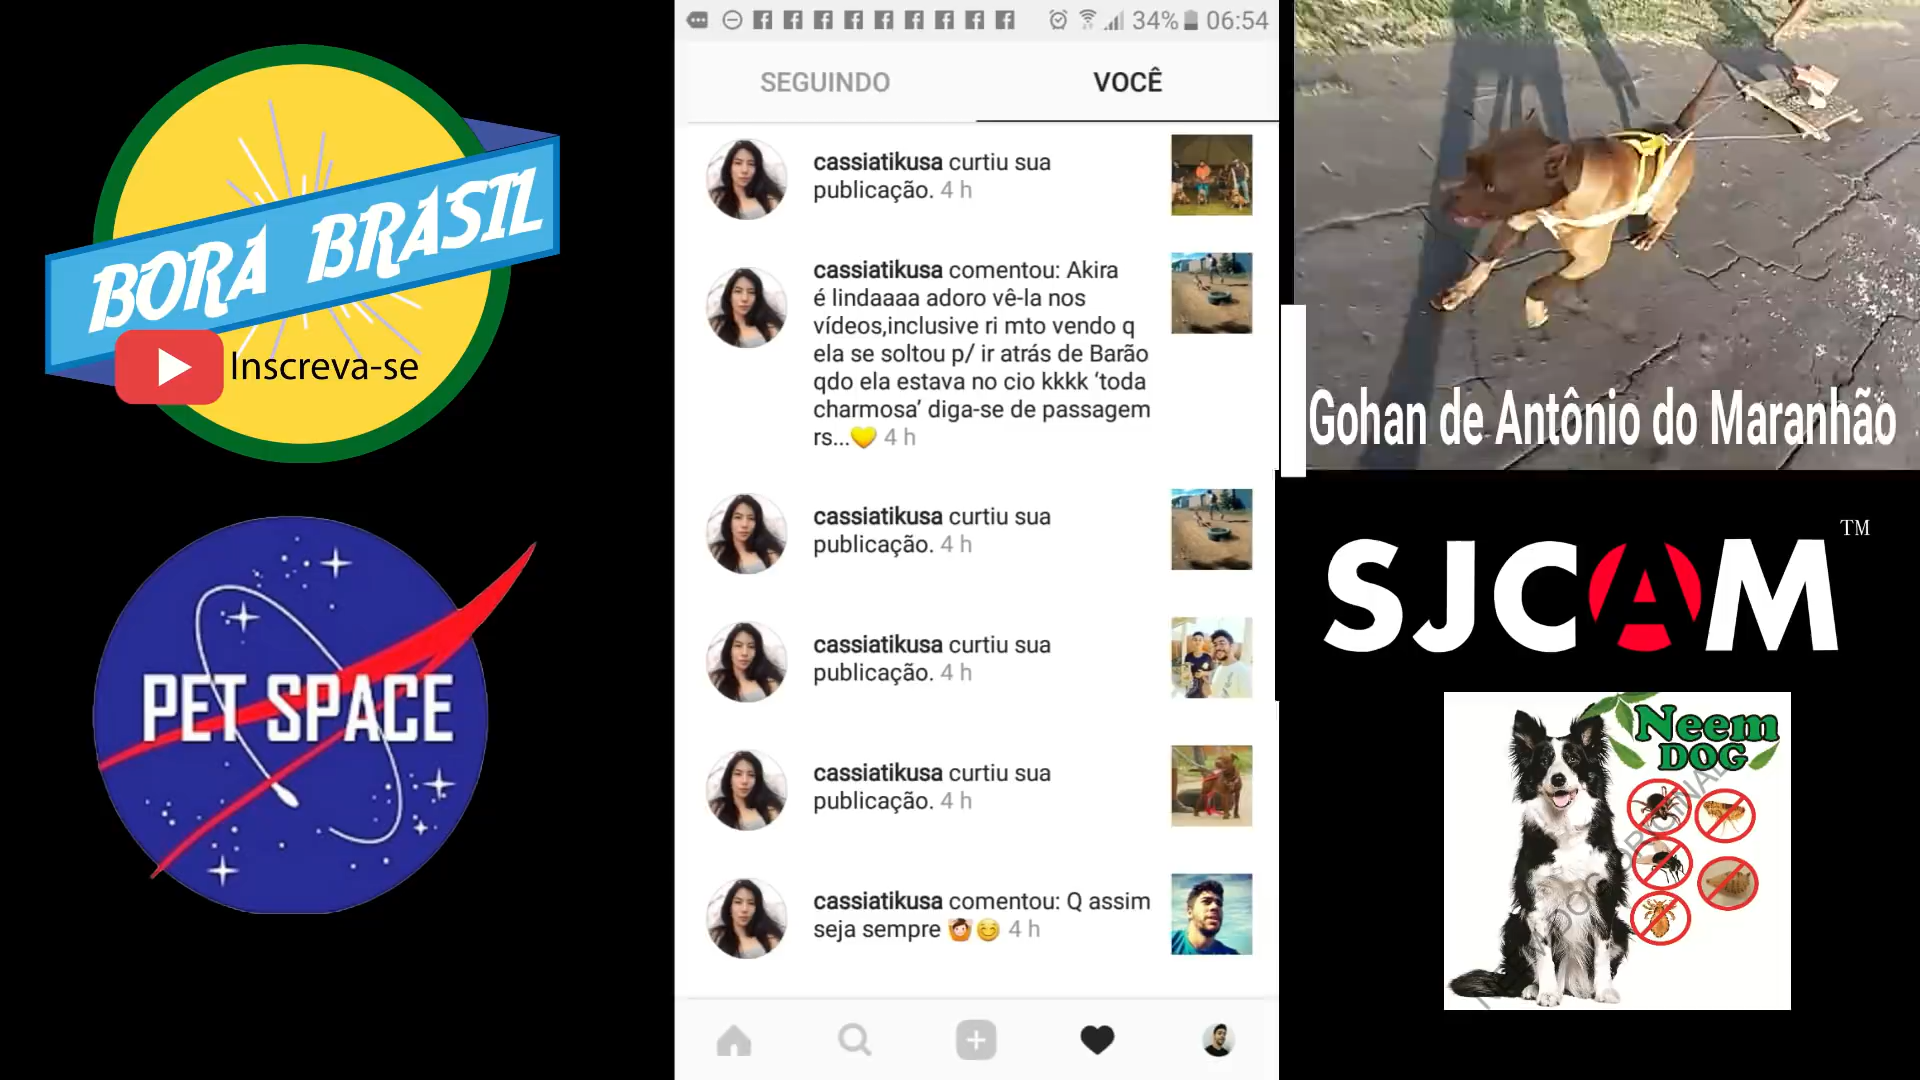 BORA BRASIL
Inscreva-se
PET SPACE
34% 06:54
SEGUINDO VOCÊ
cassiatikusa curtiu sua
publicação. 4 h
cassiatikusa comentou: Akira
é lindaaaa adoro vê-la nos
vídeos,inclusive ri mto vendo q
ela se soltou p/ ir atrás de Barão
qdo ela estava no cio kkkk ‘toda
charmosa’ diga-se de passagem
rs...💛 4 h
cassiatikusa curtiu sua
publicação. 4 h
cassiatikusa curtiu sua
publicação. 4 h
cassiatikusa curtiu sua
publicação. 4 h
cassiatikusa comentou: Q assim
seja sempre 🙆😊 4 h
Gohan de Antônio do Maranhão
SJCAM TM
Neem
DOG